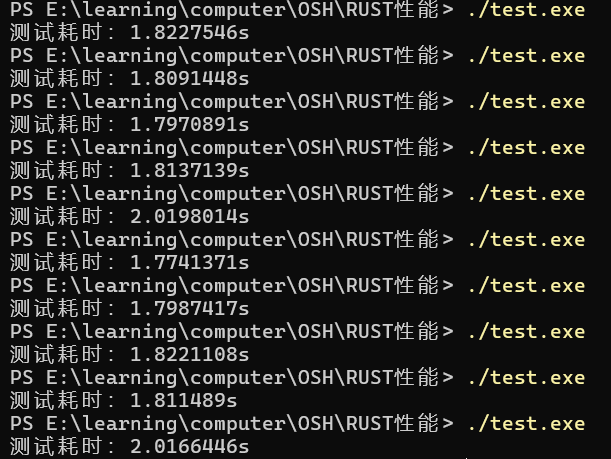 PS E:\learning\computer\OSH\RUST性能> ./test.exe
测试耗时: 1.8227546s
PS E:\learning\computer\OSH\RUST性能> ./test.exe
测试耗时: 1.8091448s
PS E:\learning\computer\OSH\RUST性能> ./test.exe
测试耗时: 1.7970891s
PS E:\learning\computer\OSH\RUST性能> ./test.exe
测试耗时: 1.8137139s
PS E:\learning\computer\OSH\RUST性能> ./test.exe
测试耗时: 2.0198014s
PS E:\learning\computer\OSH\RUST性能> ./test.exe
测试耗时: 1.7741371s
PS E:\learning\computer\OSH\RUST性能> ./test.exe
测试耗时: 1.7987417s
PS E:\learning\computer\OSH\RUST性能> ./test.exe
测试耗时: 1.8221108s
PS E:\learning\computer\OSH\RUST性能> ./test.exe
测试耗时: 1.811489s
PS E:\learning\computer\OSH\RUST性能> ./test.exe
测试耗时: 2.0166446s